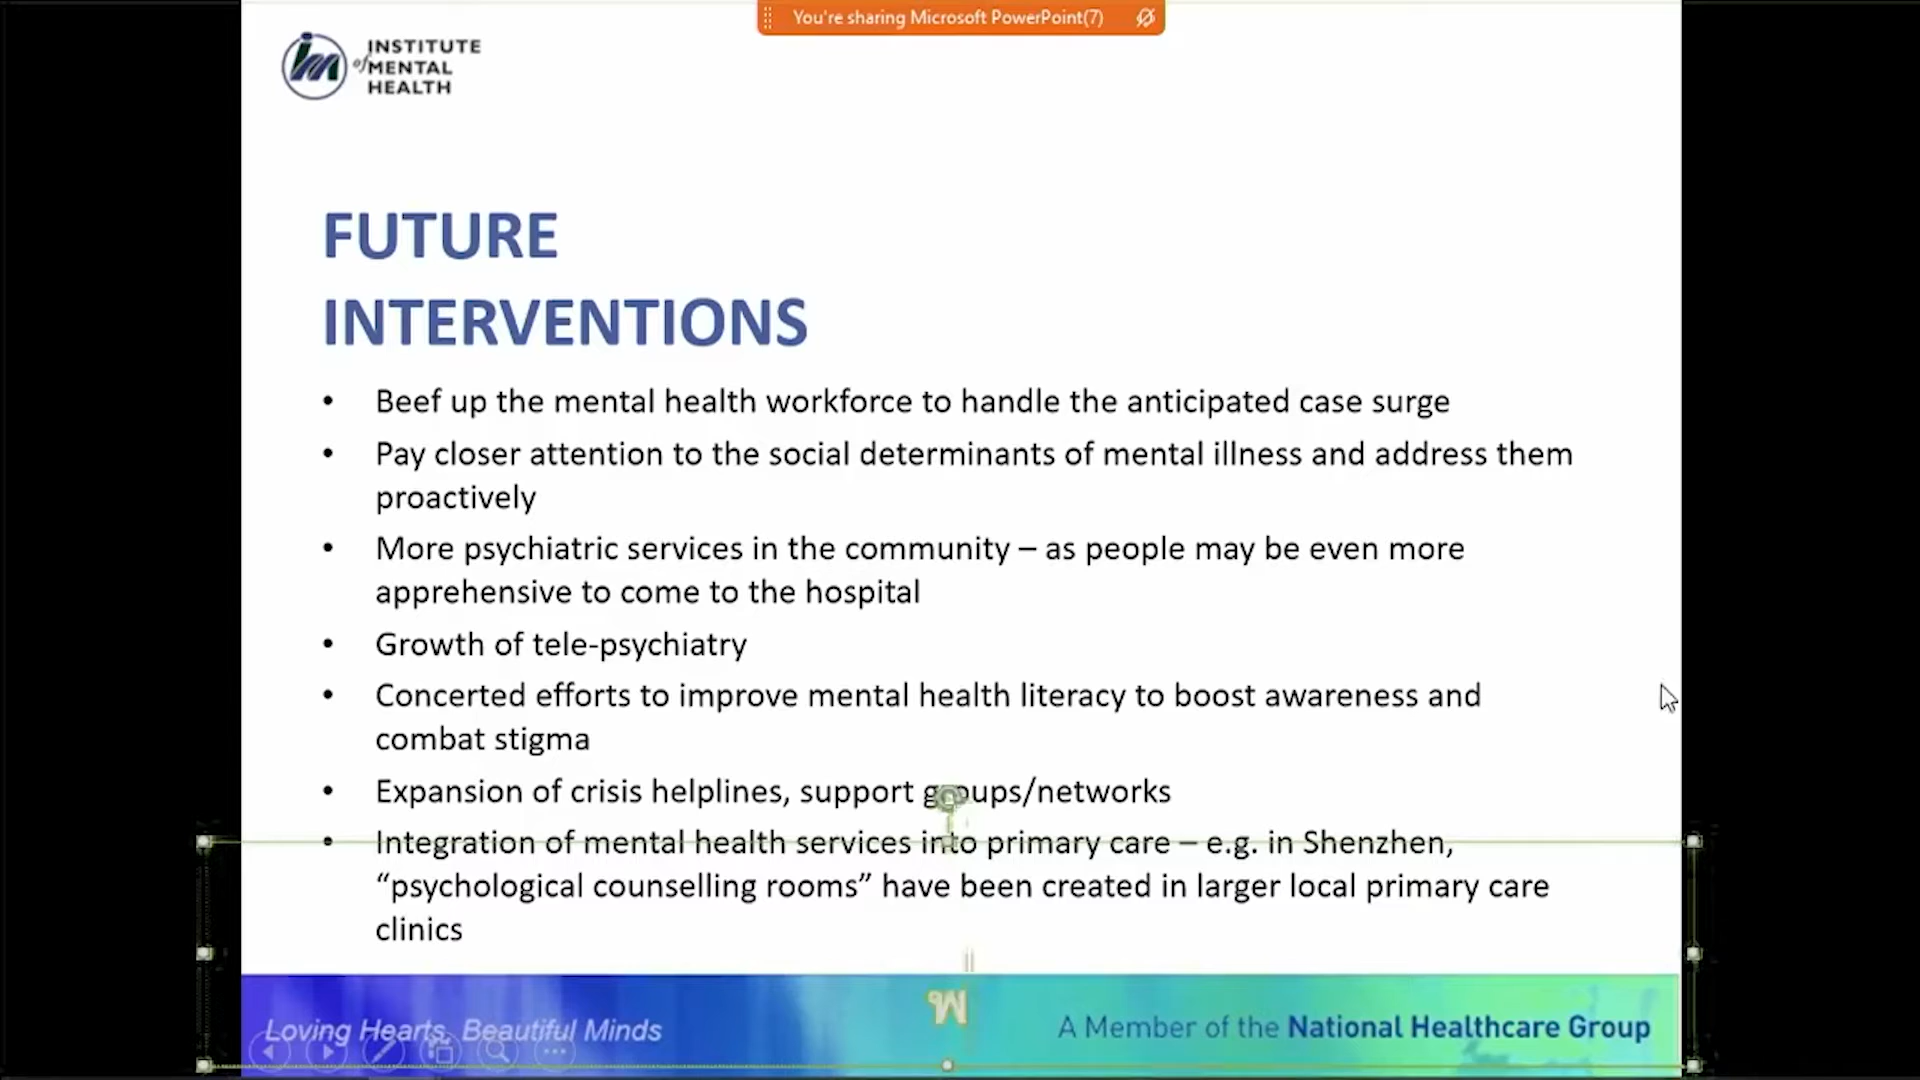 You're sharing Microsoft PowerPoint(7)
INSTITUTE
of MENTAL
HEALTH
FUTURE
INTERVENTIONS
• Beef up the mental health workforce to handle the anticipated case surge
• Pay closer attention to the social determinants of mental illness and address them
proactively
• More psychiatric services in the community – as people may be even more
apprehensive to come to the hospital
• Growth of tele-psychiatry
• Concerted efforts to improve mental health literacy to boost awareness and
combat stigma
• Expansion of crisis helplines, support groups/networks
• Integration of mental health services into primary care – e.g. in Shenzhen,
“psychological counselling rooms” have been created in larger local primary care
clinics
Loving Hearts, Beautiful Minds
A Member of the National Healthcare Group